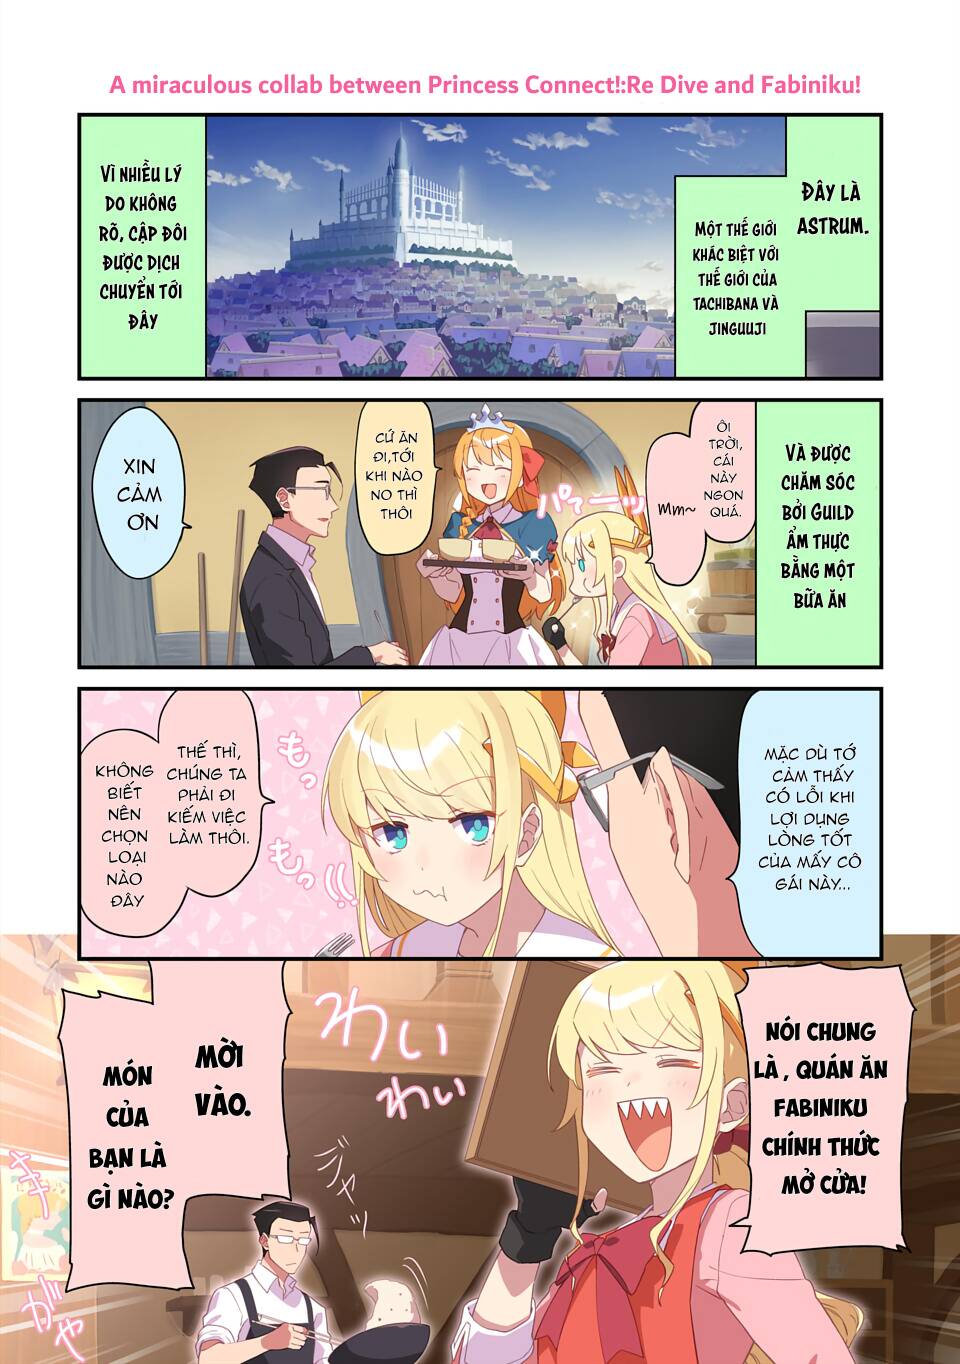 A miraculous collab between Princess Connect!:Re Dive and Fabiniku!
ĐÂY LÀ
ASTRUM.
MỘT THẾ GIỚI
KHÁC BIỆT VỚI
THẾ GIỚI CỦA
TACHIBANA VÀ
JINGUUJI
VÌ NHIỀU LÝ
DO KHÔNG
RÕ, CẶP ĐÔI
ĐƯỢC DỊCH
CHUYỂN TỚI
ĐÂY
VÀ ĐƯỢC
CHĂM SÓC
BỞI GUILD
ẨM THỰC
BẰNG MỘT
BỮA ĂN
ÔI
TRỜI,
CÁI
NÀY
NGON
QUÁ.
Mm~
パァーッ
CỨ ĂN
ĐI,TỚI
KHI NÀO
NO THÌ
THÔI
XIN
CẢM
ƠN
MẶC DÙ TỚ
CẢM THẤY
CÓ LỖI KHI
LỢI DỤNG
LÒNG TỐT
CỦA MẤY CÔ
GÁI NÀY...
もっ
もっ!!
THẾ THÌ,
CHÚNG TA
PHẢI ĐI
KIẾM VIỆC
LÀM THÔI.
KHÔNG
BIẾT
NÊN
CHỌN
LOẠI
NÀO
ĐÂY
NÓI CHUNG
LÀ , QUÁN ĂN
FABINIKU
CHÍNH THỨC
MỞ CỬA!
わい
わい
MỜI
VÀO.
MÓN
CỦA
BẠN LÀ
GÌ NÀO?
ジャッ
がや